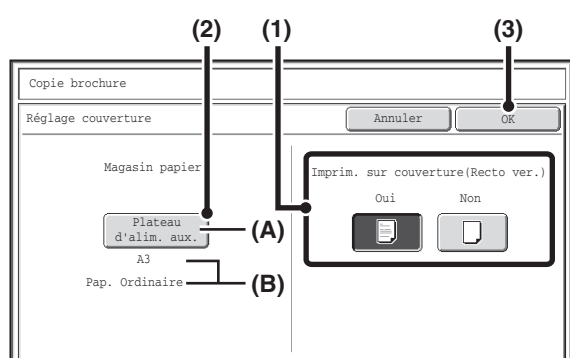 (2) (1) (3)
Copie brochure
Réglage couverture
Annuler
OK
Magasin papier
Imprim. sur couverture(Recto ver.)
Oui
Non
Plateau
d'alim. aux.
(A)
A3
Pap. Ordinaire
(B)